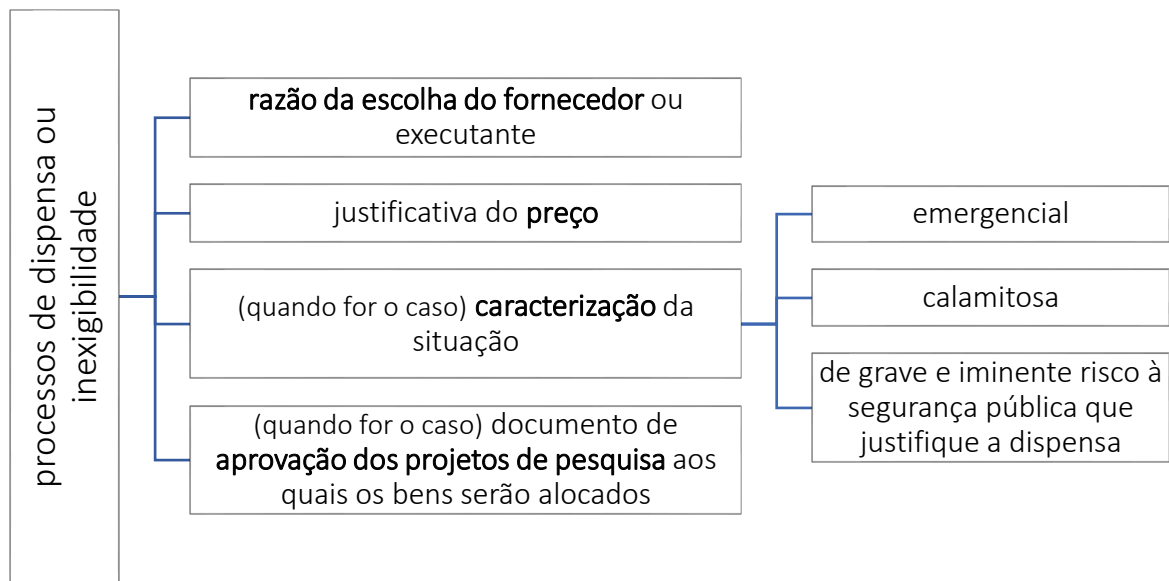 processos de dispensa ou
inexigibilidade
razão da escolha do fornecedor ou
executante
justificativa do preço
(quando for o caso) caracterização da
situação
(quando for o caso) documento de
aprovação dos projetos de pesquisa aos
quais os bens serão alocados
emergencial
calamitosa
de grave e iminente risco à
segurança pública que
justifique a dispensa